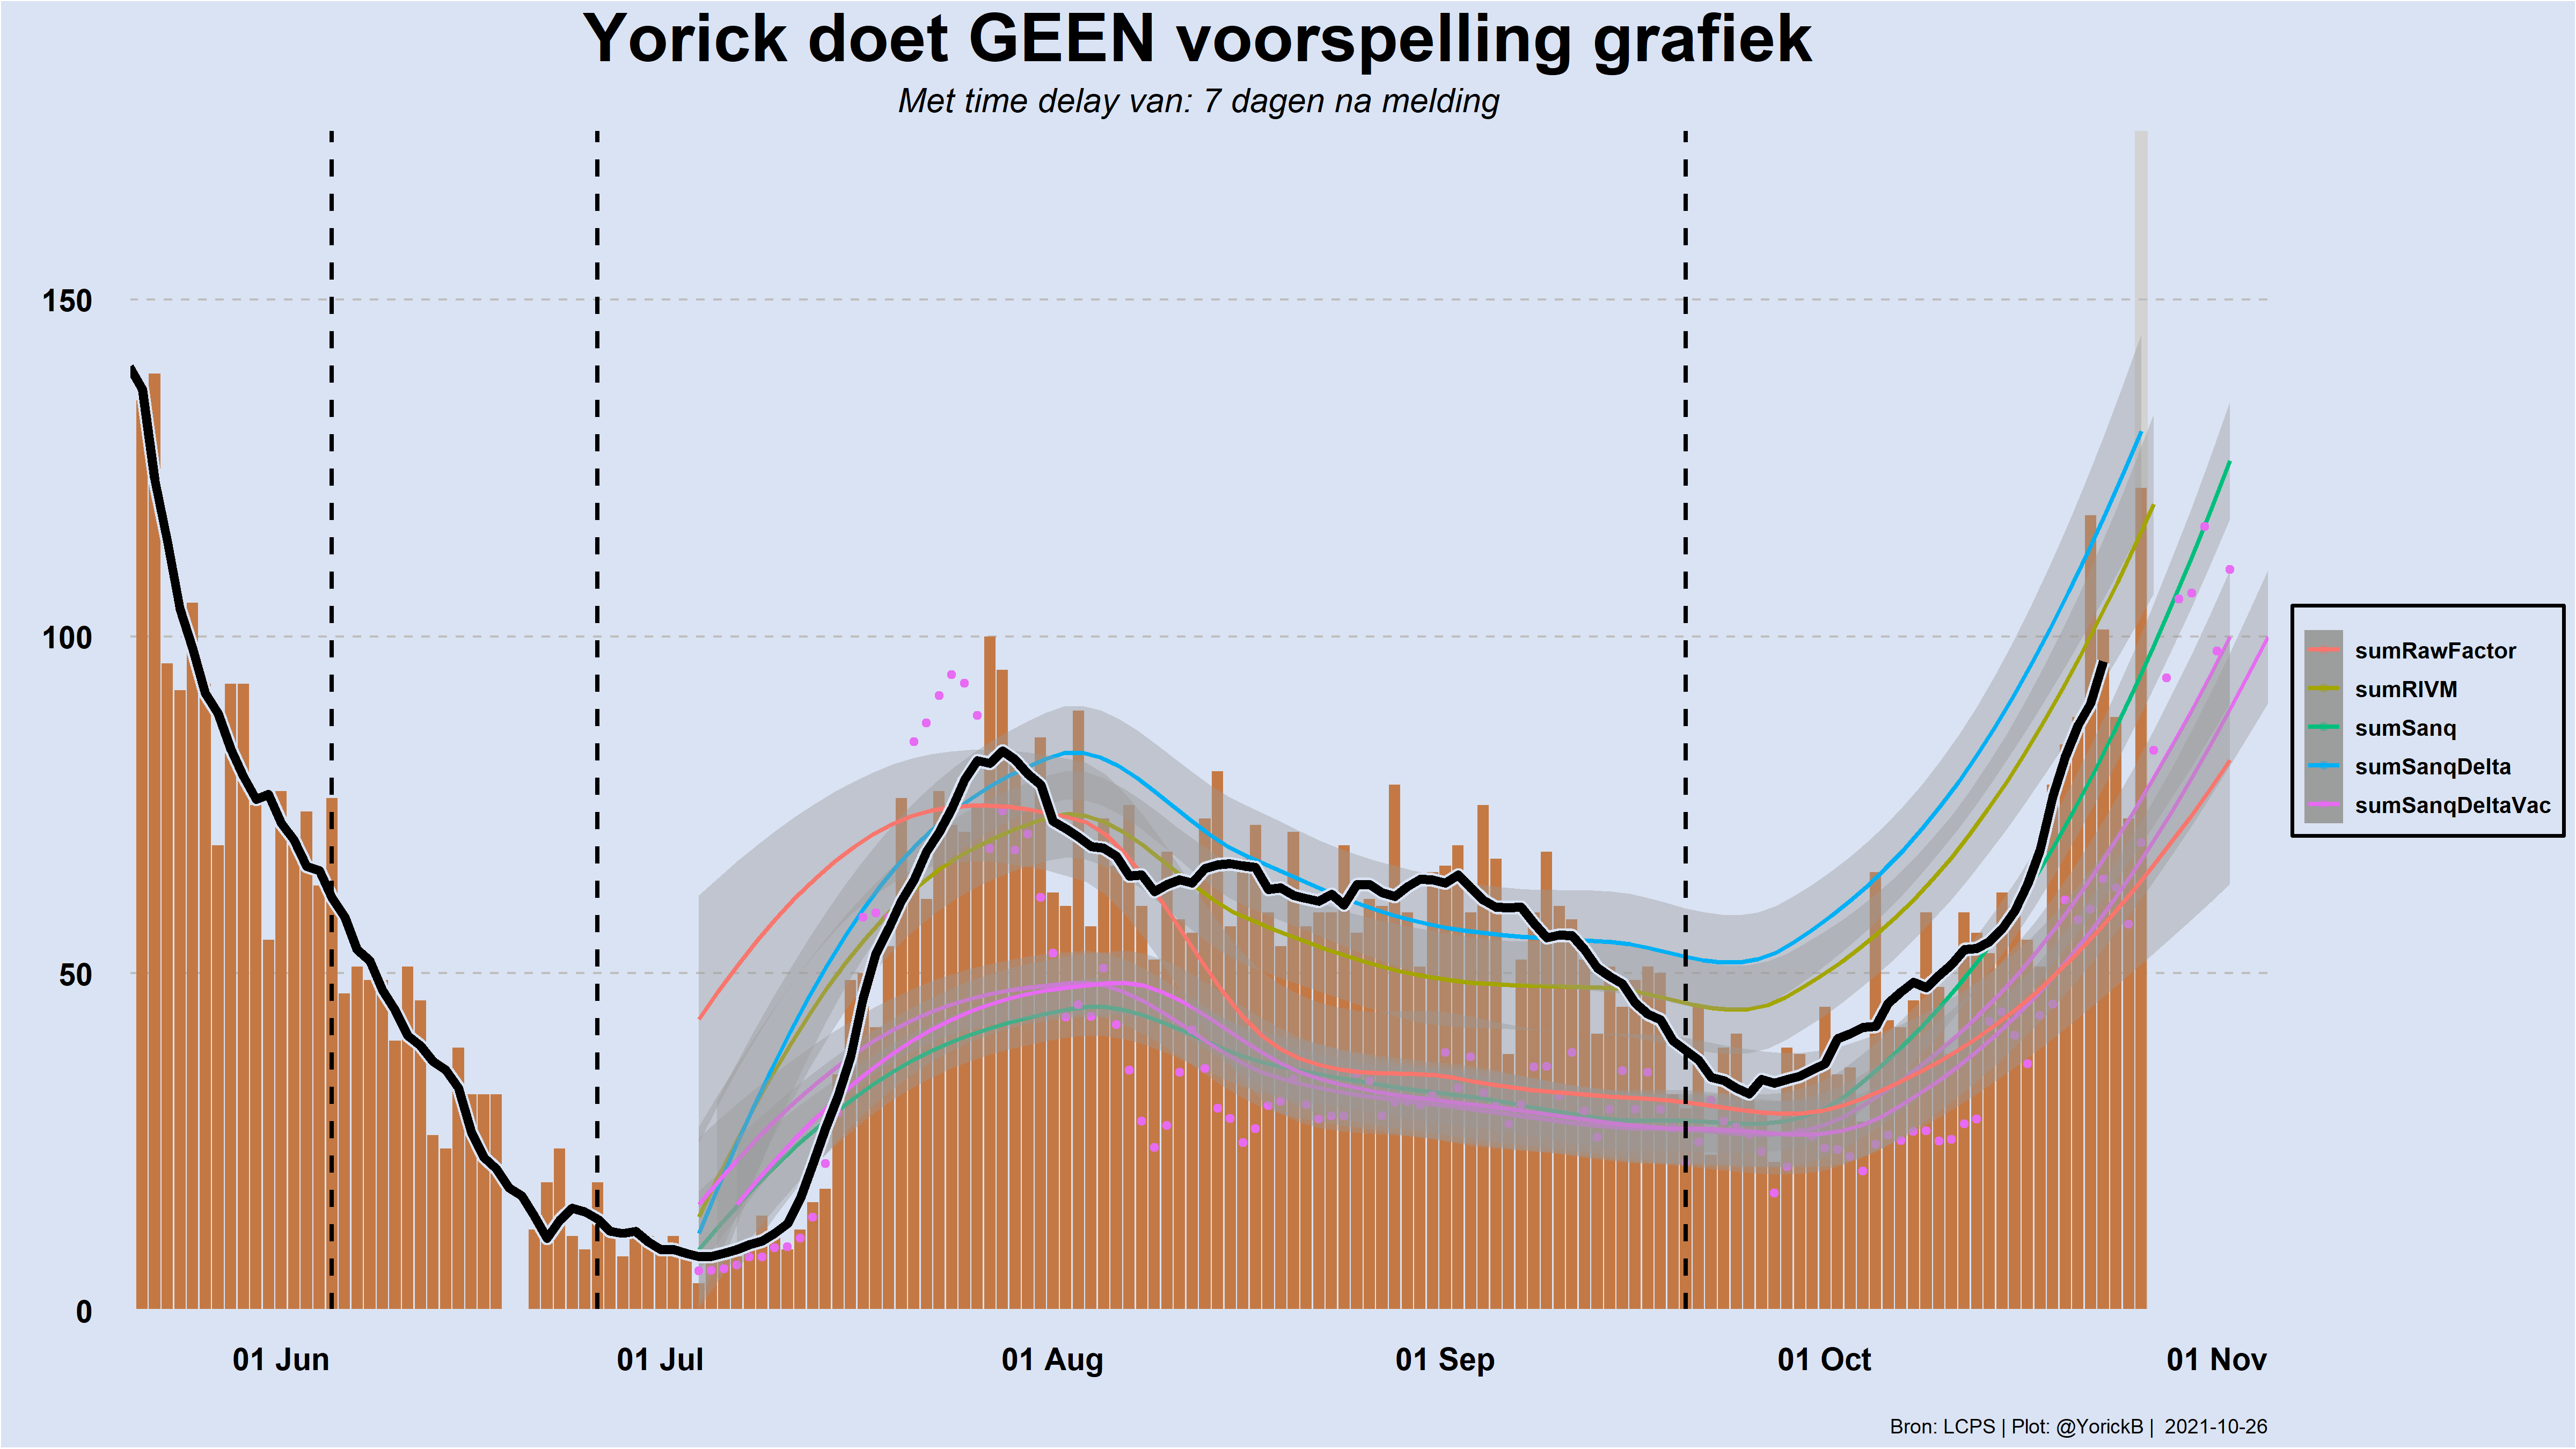 Yorick doet GEEN voorspelling grafiek
Met time delay van: 7 dagen na melding
150
100
50
0
01 Jun
01 Jul
01 Aug
01 Sep
01 Oct
01 Nov
sumRawFactor
sumRIVM
sumSanq
sumSanqDelta
sumSanqDeltaVac
Bron: LCPS | Plot: @YorickB | 2021-10-26